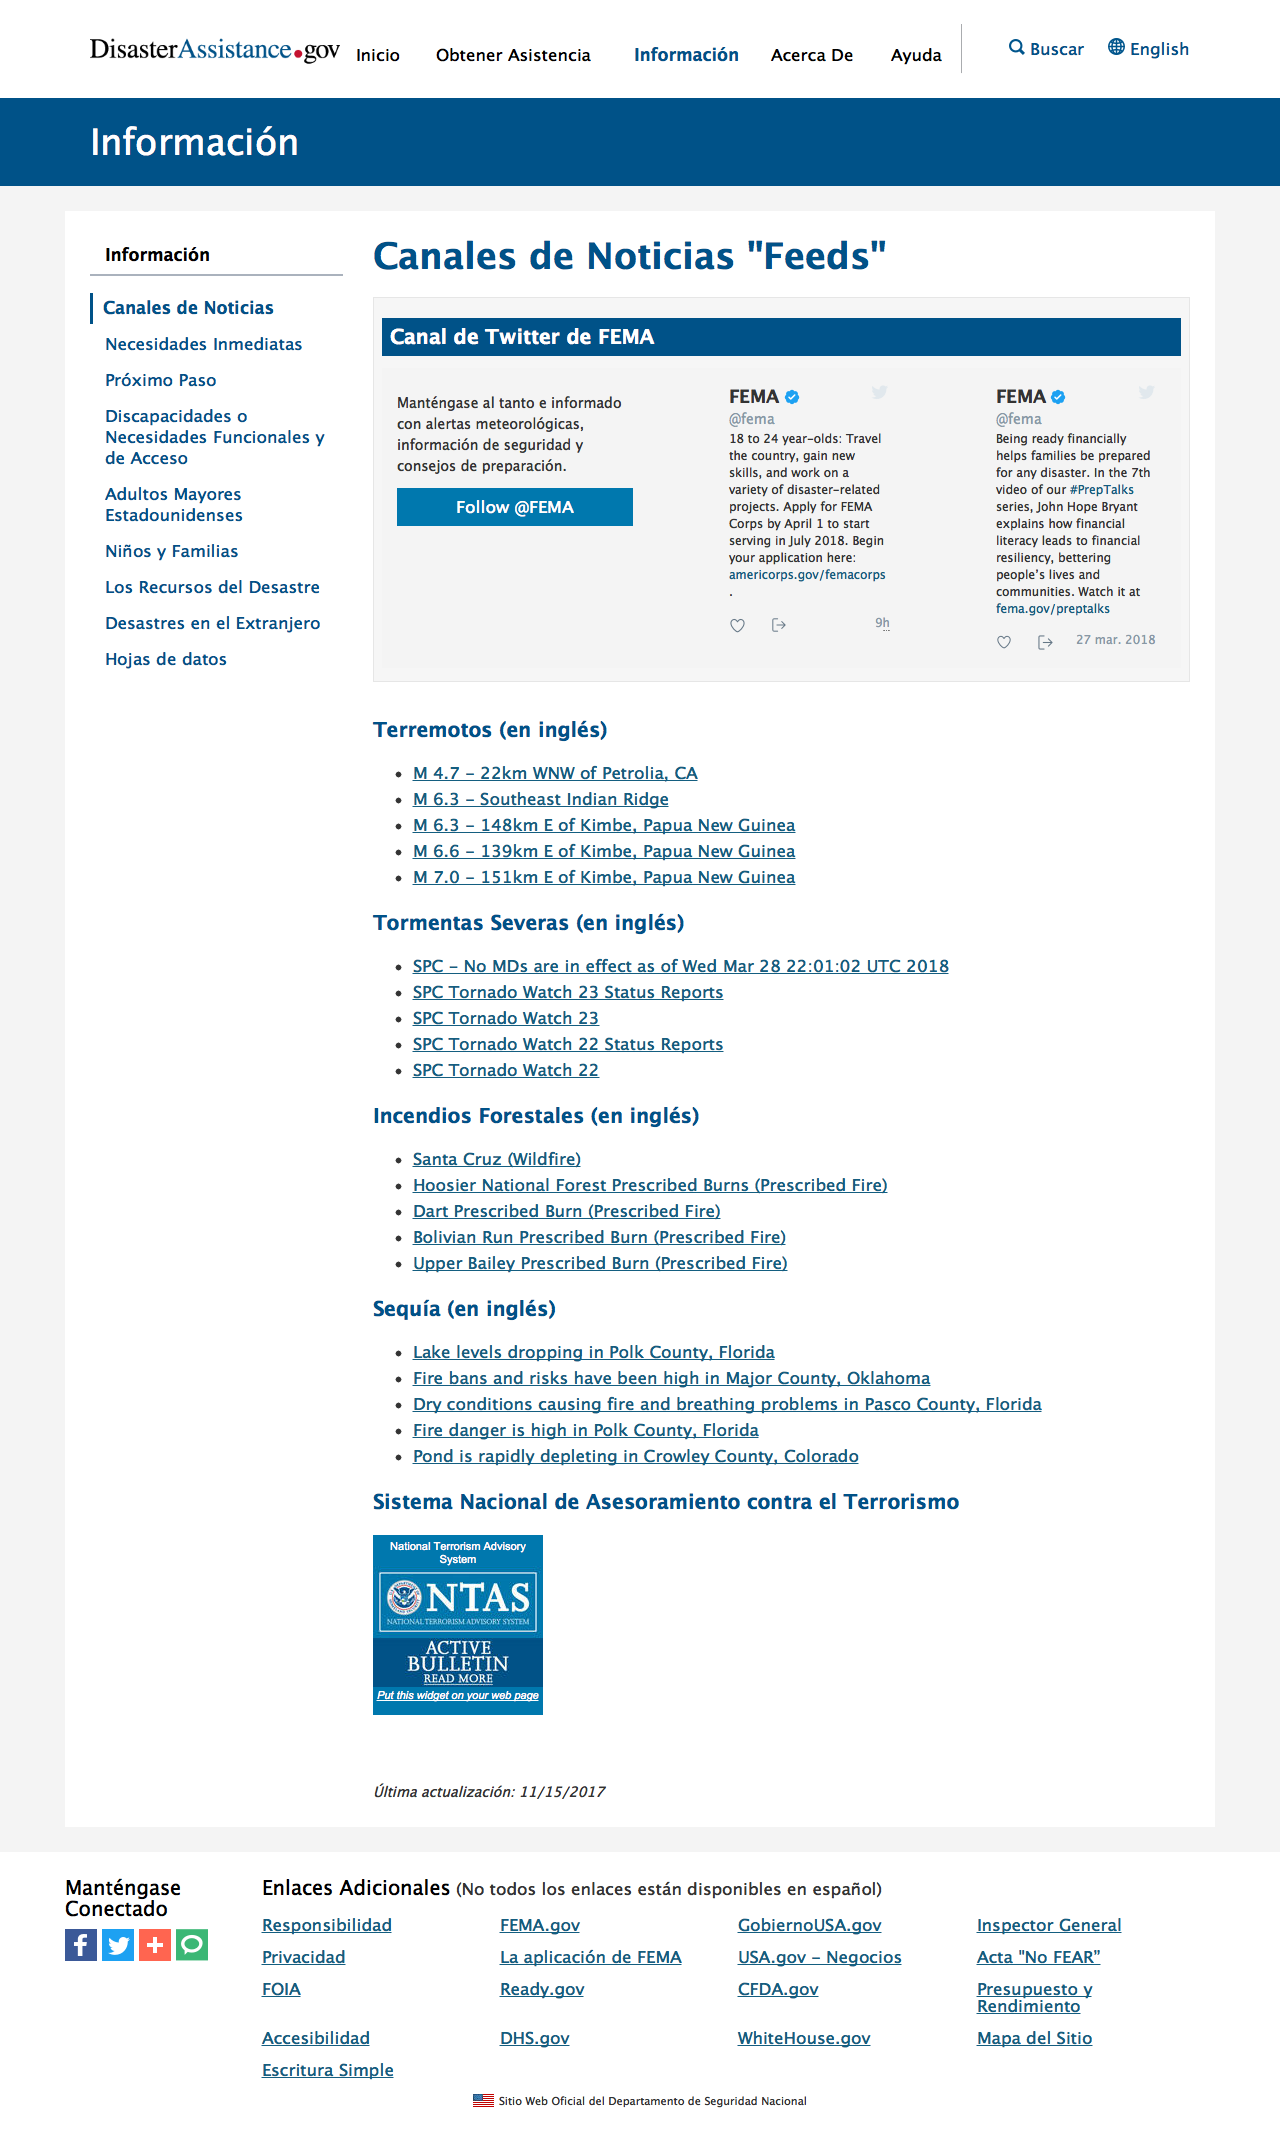 DisasterAssistance.gov
Inicio
Obtener Asistencia
Información
Acerca De
Ayuda
Buscar
English
Información
Información
Canales de Noticias
Necesidades Inmediatas
Próximo Paso
Discapacidades o
Necesidades Funcionales y
de Acceso
Adultos Mayores
Estadounidenses
Niños y Familias
Los Recursos del Desastre
Desastres en el Extranjero
Hojas de datos
Canales de Noticias "Feeds"
Canal de Twitter de FEMA
Manténgase al tanto e informado
con alertas meteorológicas,
información de seguridad y
consejos de preparación.
Follow @FEMA
FEMA
@fema
18 to 24 year-olds: Travel
the country, gain new
skills, and work on a
variety of disaster-related
projects. Apply for FEMA
Corps by April 1 to start
serving in July 2018. Begin
your application here:
americorps.gov/femacorps
.
9h
FEMA
@fema
Being ready financially
helps families be prepared
for any disaster. In the 7th
video of our #PrepTalks
series, John Hope Bryant
explains how financial
literacy leads to financial
resiliency, bettering
people’s lives and
communities. Watch it at
fema.gov/preptalks
27 mar. 2018
Terremotos (en inglés)
M 4.7 - 22km WNW of Petrolia, CA
M 6.3 - Southeast Indian Ridge
M 6.3 - 148km E of Kimbe, Papua New Guinea
M 6.6 - 139km E of Kimbe, Papua New Guinea
M 7.0 - 151km E of Kimbe, Papua New Guinea
Tormentas Severas (en inglés)
SPC - No MDs are in effect as of Wed Mar 28 22:01:02 UTC 2018
SPC Tornado Watch 23 Status Reports
SPC Tornado Watch 23
SPC Tornado Watch 22 Status Reports
SPC Tornado Watch 22
Incendios Forestales (en inglés)
Santa Cruz (Wildfire)
Hoosier National Forest Prescribed Burns (Prescribed Fire)
Dart Prescribed Burn (Prescribed Fire)
Bolivian Run Prescribed Burn (Prescribed Fire)
Upper Bailey Prescribed Burn (Prescribed Fire)
Sequía (en inglés)
Lake levels dropping in Polk County, Florida
Fire bans and risks have been high in Major County, Oklahoma
Dry conditions causing fire and breathing problems in Pasco County, Florida
Fire danger is high in Polk County, Florida
Pond is rapidly depleting in Crowley County, Colorado
Sistema Nacional de Asesoramiento contra el Terrorismo
National Terrorism Advisory
System
NTAS
NATIONAL TERRORISM ADVISORY SYSTEM
ACTIVE
BULLETIN
READ MORE
Put this widget on your web page
Última actualización: 11/15/2017
Manténgase
Conectado
Enlaces Adicionales (No todos los enlaces están disponibles en español)
Responsibilidad
FEMA.gov
GobiernoUSA.gov
Inspector General
Privacidad
La aplicación de FEMA
USA.gov - Negocios
Acta "No FEAR”
FOIA
Ready.gov
CFDA.gov
Presupuesto y
Rendimiento
Accesibilidad
DHS.gov
WhiteHouse.gov
Mapa del Sitio
Escritura Simple
Sitio Web Oficial del Departamento de Seguridad Nacional